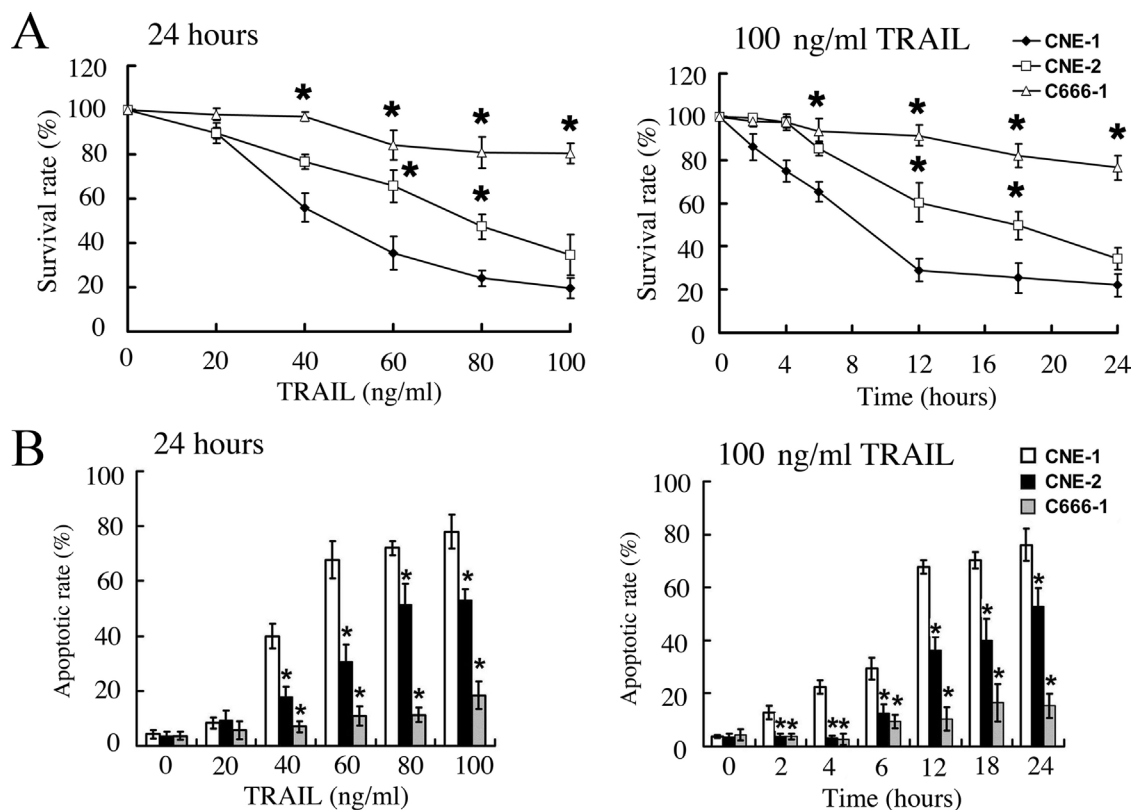 A
24 hours
120
100
80
60
40
20
0
Survival rate (%)
* * * *
* *
0 20 40 60 80 100
TRAIL (ng/ml)
100 ng/ml TRAIL
CNE-1
CNE-2
C666-1
120
100
80
60
40
20
0
Survival rate (%)
* * * *
* *
0 4 8 12 16 20 24
Time (hours)
B
24 hours
100
80
60
40
20
0
Apoptotic rate (%)
* * * * * * * *
0 20 40 60 80 100
TRAIL (ng/ml)
100 ng/ml TRAIL
CNE-1
CNE-2
C666-1
100
80
60
40
20
0
Apoptotic rate (%)
** ** * * * * * * * *
0 2 4 6 12 18 24
Time (hours)